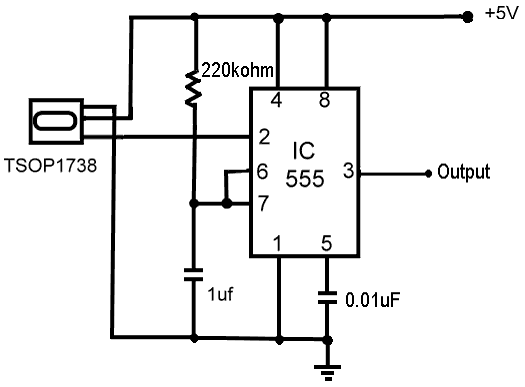 +5V
220kohm
4
8
2
TSOP1738
IC
555
6
3
Output
7
1
5
1uf
0.01uF